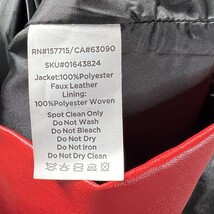 RN#157715/CA#63090
SKU#01643824
Jacket:100%Polyester
Faux Leather
Lining:
100%Polyester Woven
Spot Clean Only
Do Not Wash
Do Not Bleach
Do Not Dry
Do Not Iron
Do Not Dry Clean